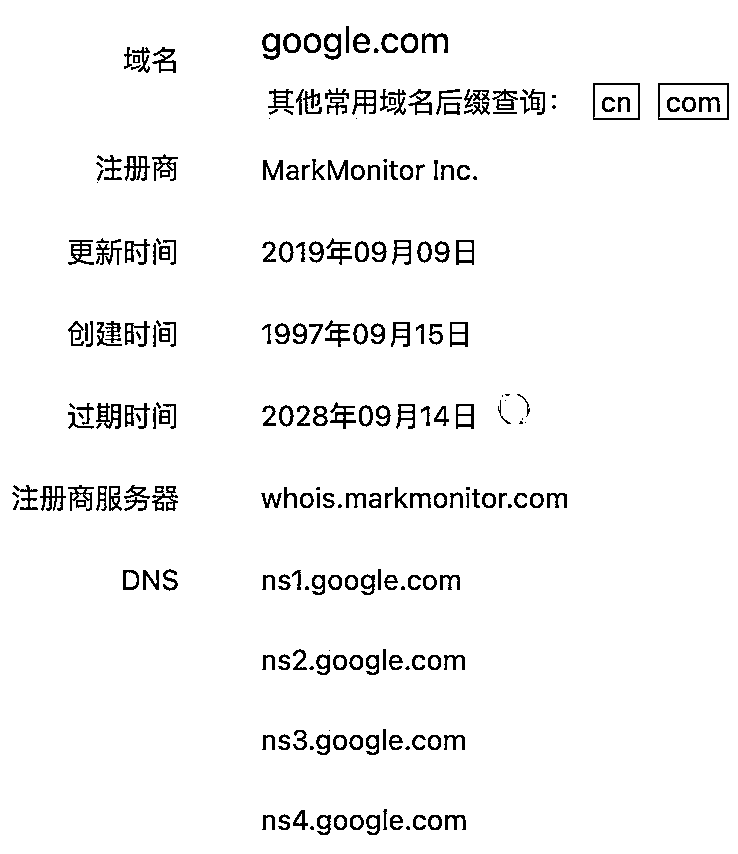 域名 google.com
其他常用域名后缀查询： cn com
注册商 MarkMonitor Inc.
更新时间 2019年09月09日
创建时间 1997年09月15日
过期时间 2028年09月14日
注册商服务器 whois.markmonitor.com
DNS ns1.google.com
ns2.google.com
ns3.google.com
ns4.google.com